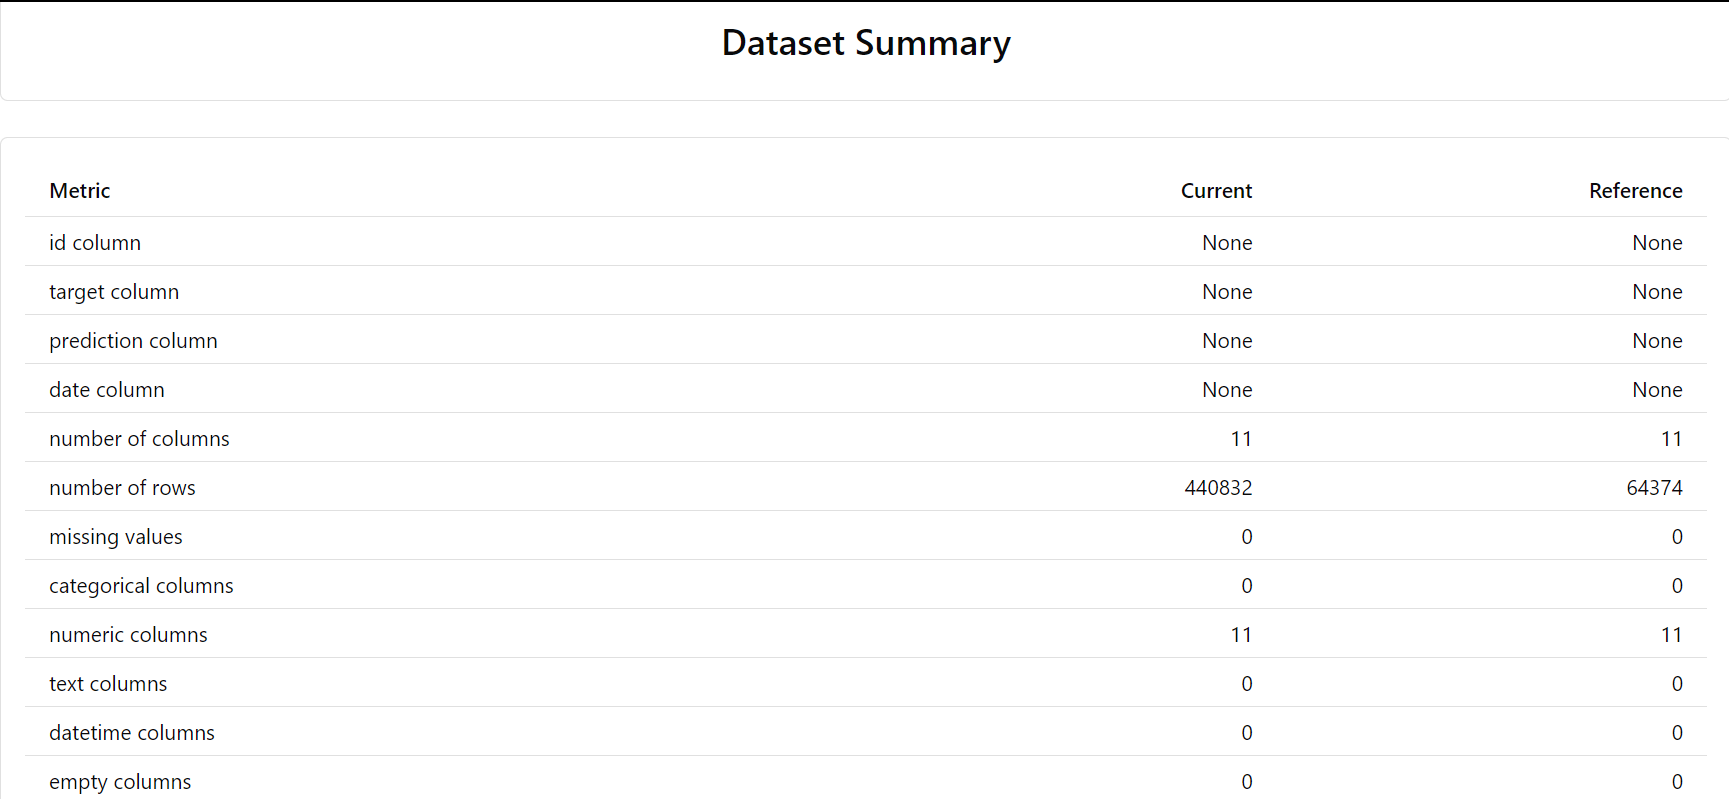 Dataset Summary
Metric Current Reference
id column None None
target column None None
prediction column None None
date column None None
number of columns 11 11
number of rows 440832 64374
missing values 0 0
categorical columns 0 0
numeric columns 11 11
text columns 0 0
datetime columns 0 0
empty columns 0 0